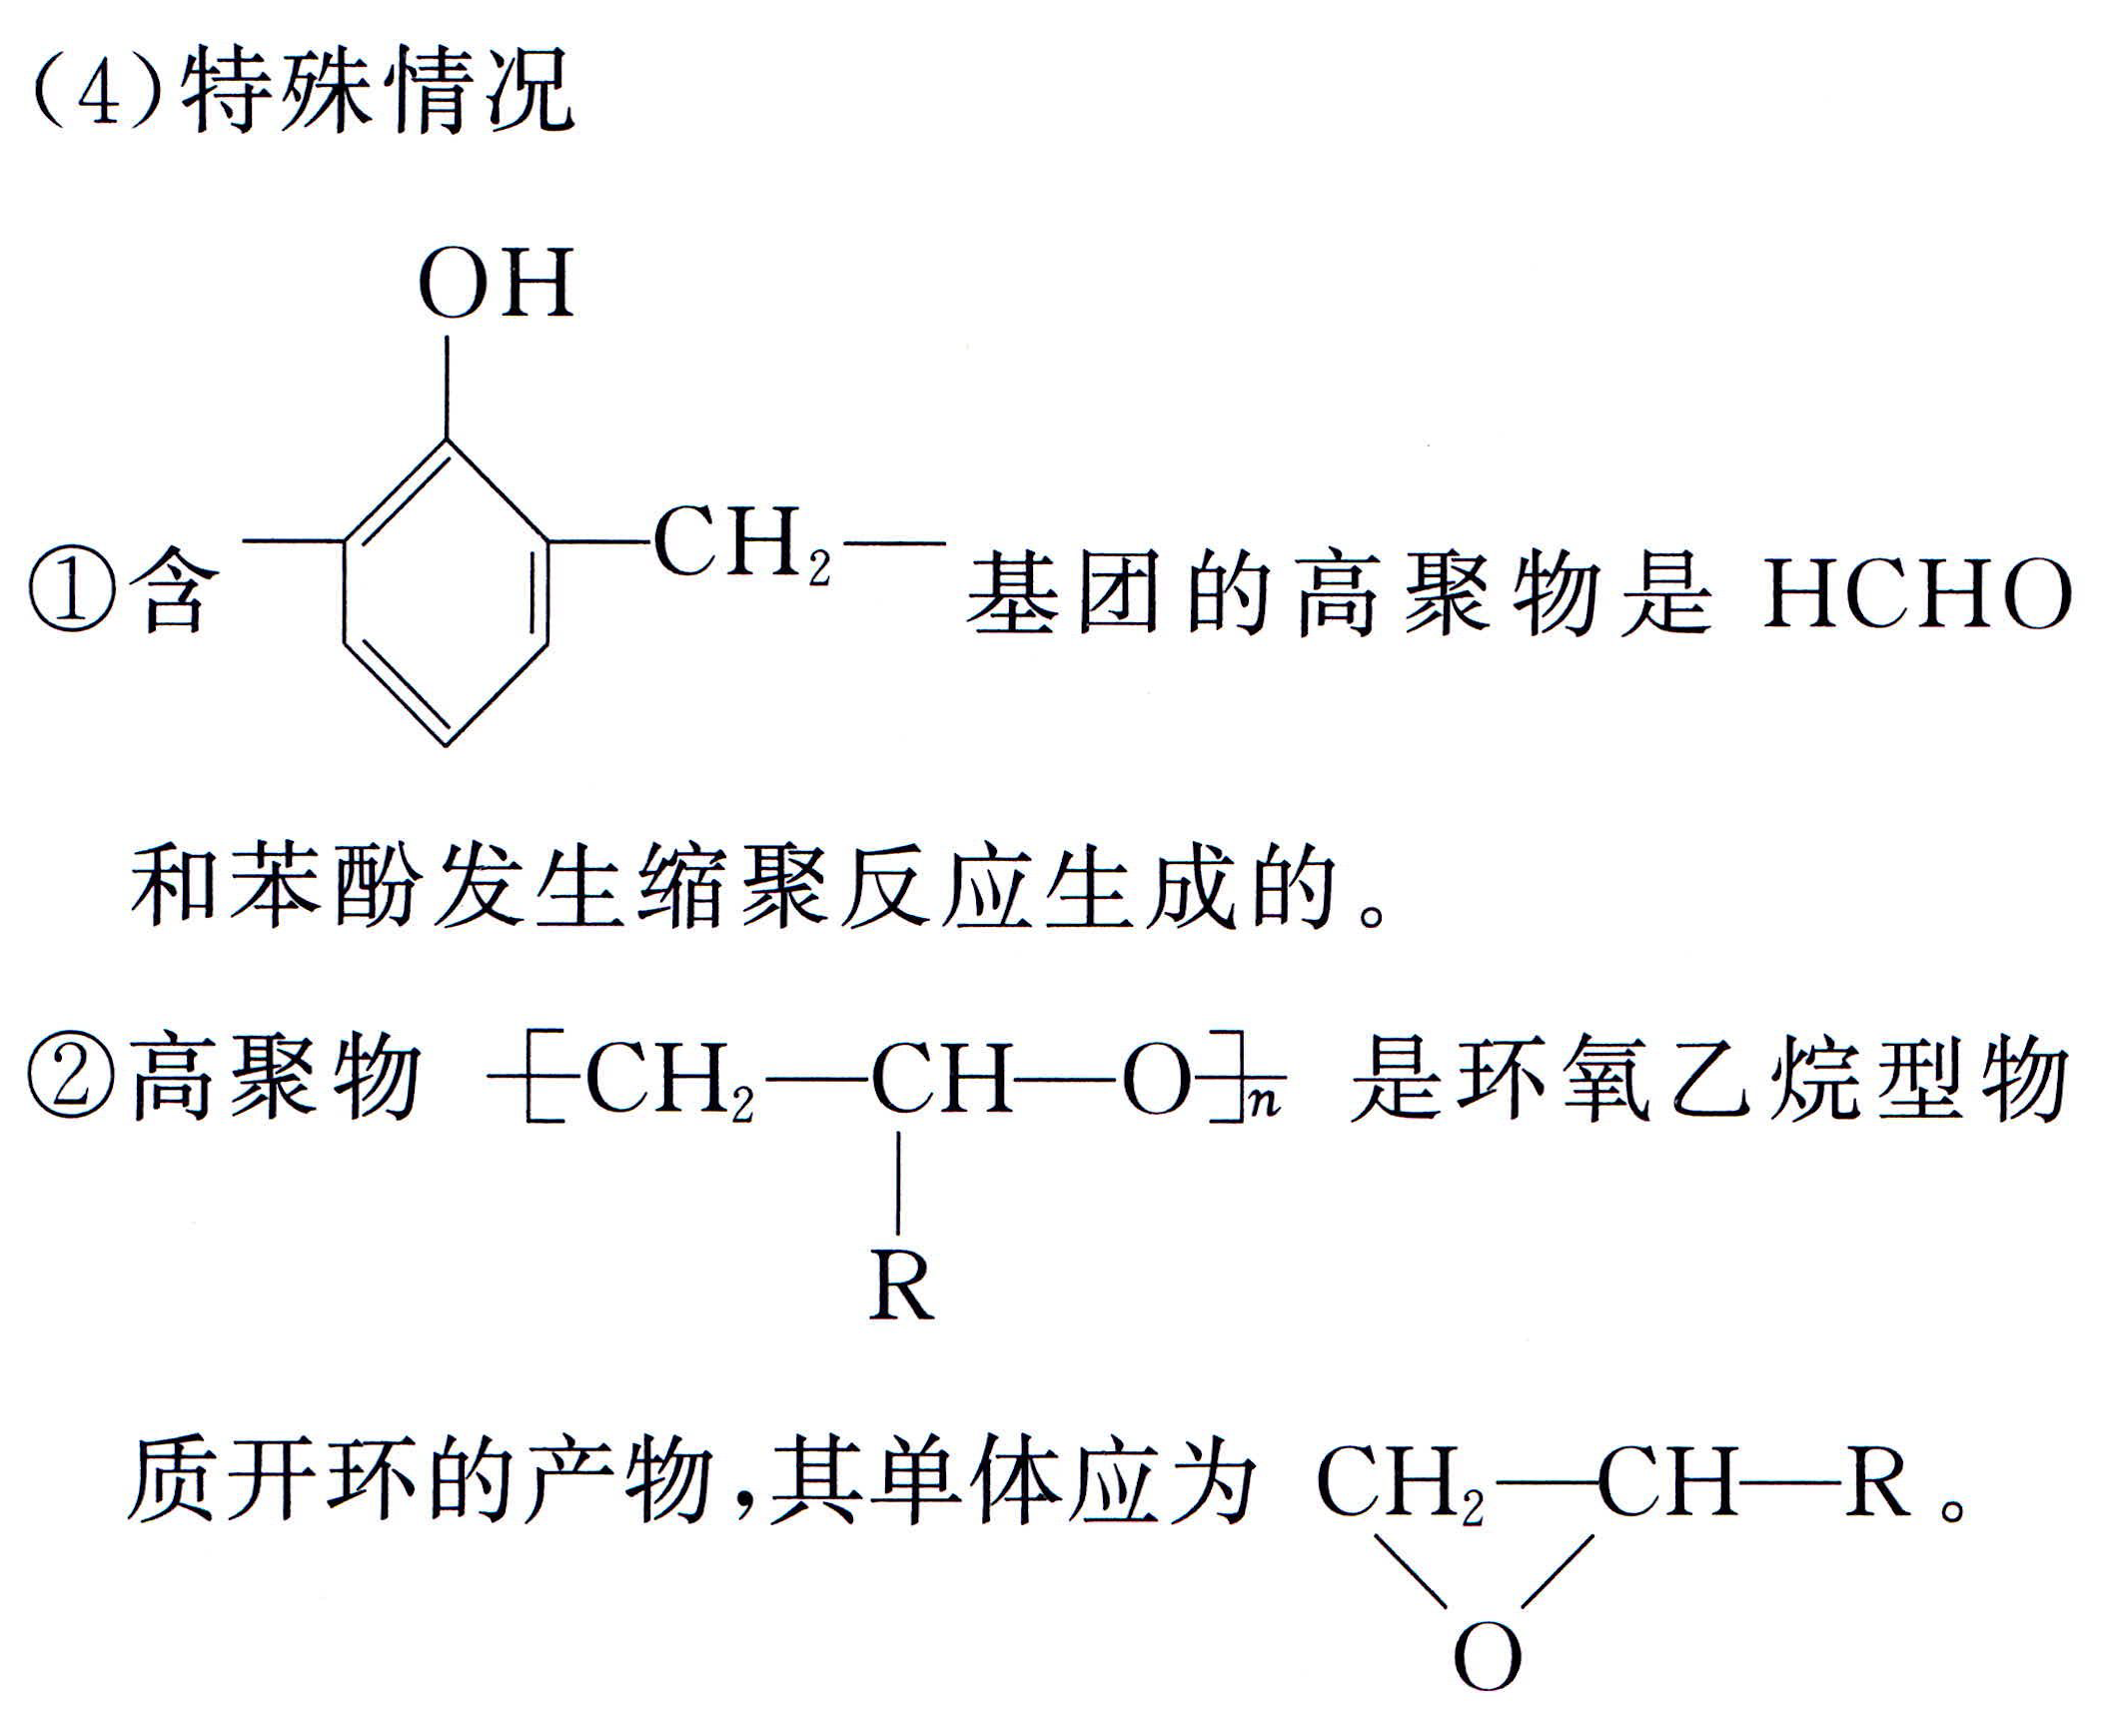 (4)特殊情况
OH
①含 CH₂— 基团的高聚物是 HCHO
和苯酚发生缩聚反应生成的。
②高聚物 [CH₂—CH—O]n 是环氧乙烷型物
R
质开环的产物,其单体应为 CH₂—CH—R。
O